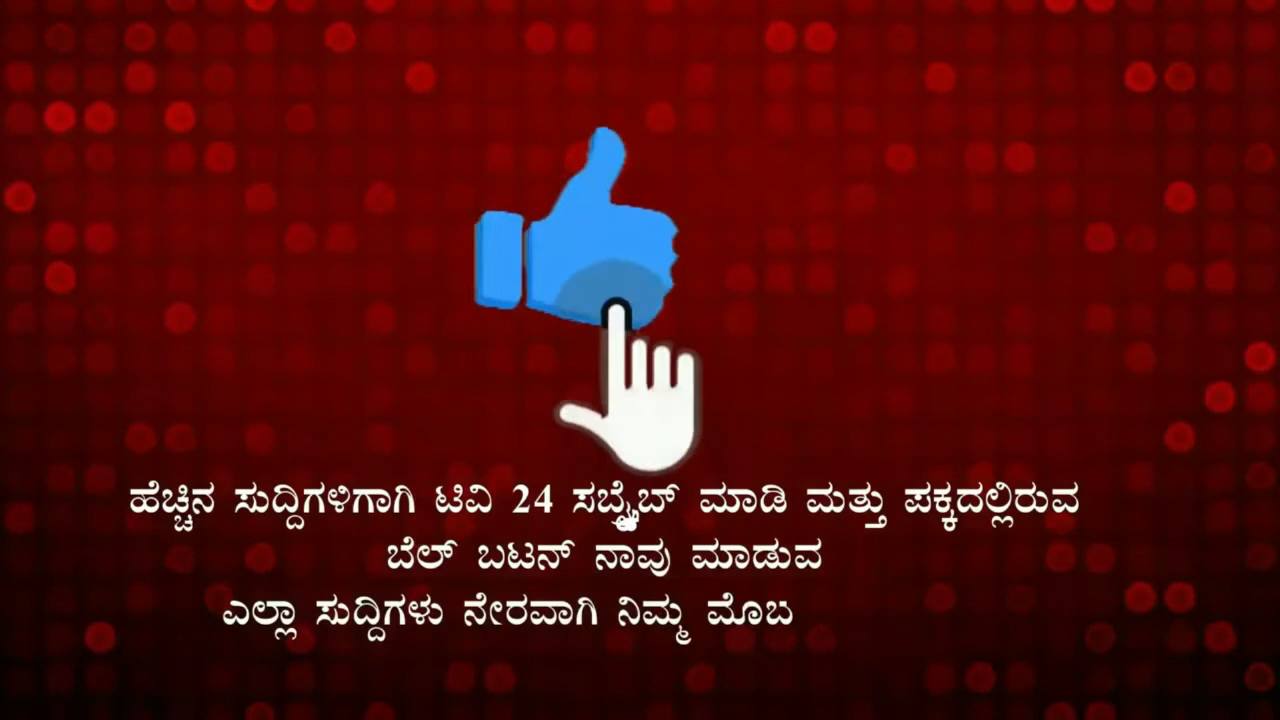 ಹೆಚ್ಚಿನ ಸುದ್ದಿಗಳಿಗಾಗಿ ಟಿವಿ 24 ಸಬ್ಸ್ಕ್ರೈಬ್ ಮಾಡಿ ಮತ್ತು ಪಕ್ಕದಲ್ಲಿರುವ
ಬೆಲ್ ಬಟನ್ ನಾವು ಮಾಡುವ
ಎಲ್ಲಾ ಸುದ್ದಿಗಳು ನೇರವಾಗಿ ನಿಮ್ಮ ಮೊಬ